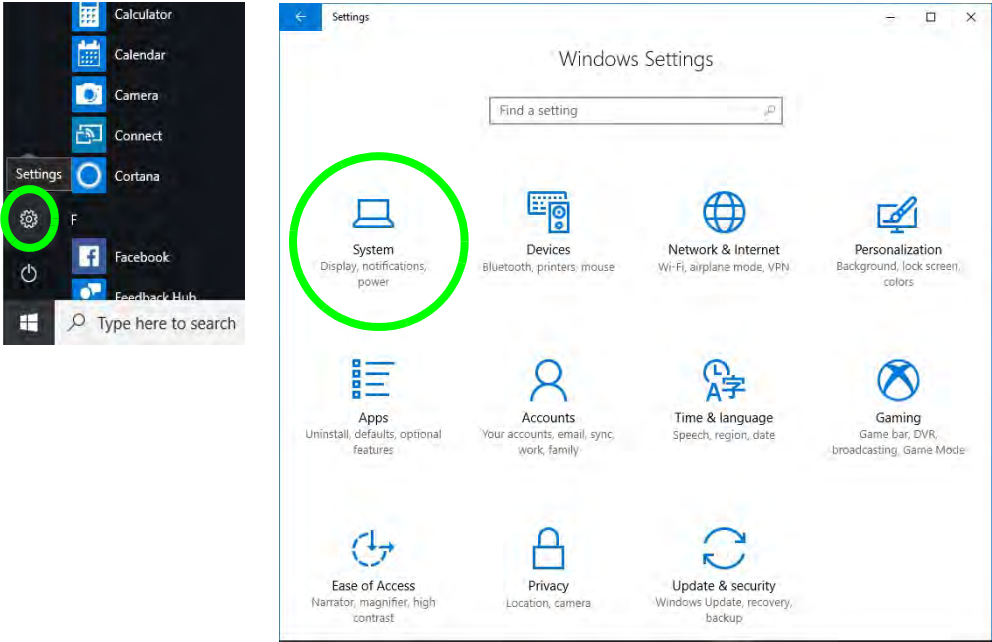 Calculator
Calendar
Camera
Connect
Settings
Cortana
F
Facebook
Feedback Hub
Type here to search
Settings
Windows Settings
Find a setting
System
Display, notifications,
power
Devices
Bluetooth, printers, mouse
Network & Internet
Wi-Fi, airplane mode, VPN
Personalization
Background, lock screen,
colors
Apps
Uninstall, defaults, optional
features
Accounts
Your accounts, email, sync,
work, family
Time & language
Speech, region, date
Gaming
Game bar, DVR,
broadcasting, Game Mode
Ease of Access
Narrator, magnifier, high
contrast
Privacy
Location, camera
Update & security
Windows Update, recovery,
backup